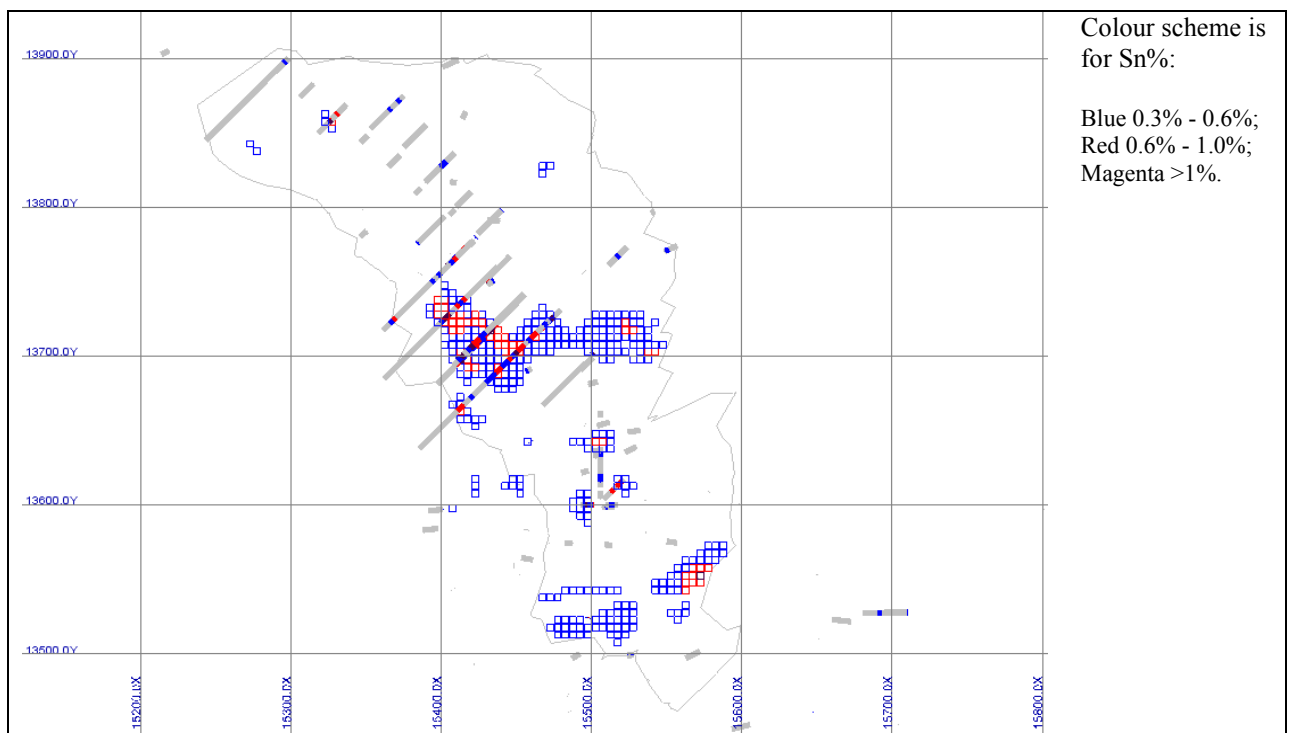 Colour scheme is
for Sn%:
Blue 0.3% - 0.6%;
Red 0.6% - 1.0%;
Magenta >1%.
13900.0Y
13800.0Y
13700.0Y
13600.0Y
13500.0Y
15200.0X
15300.0X
15400.0X
15500.0X
15600.0X
15700.0X
15800.0X